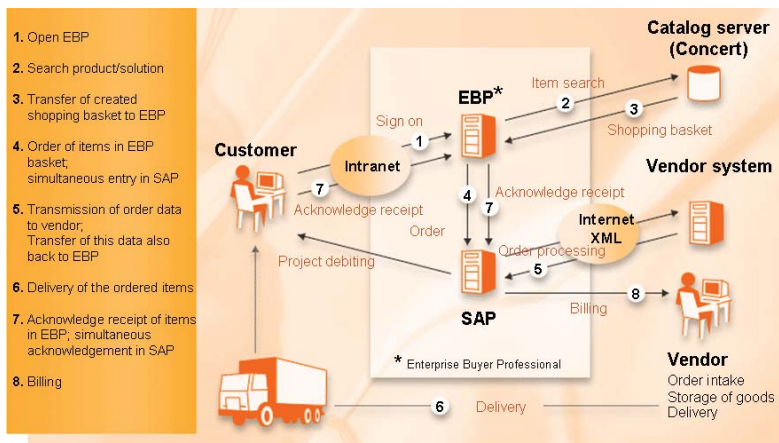 1. Open EBP
2. Search product/solution
3. Transfer of created
shopping basket to EBP
4. Order of items in EBP
basket;
simultaneous entry in SAP
5. Transmission of order data
to vendor;
Transfer of this data also
back to EBP
6. Delivery of the ordered items
7. Acknowledge receipt of items
in EBP; simultaneous
acknowledgement in SAP
8. Billing
Catalog server
(Concert)
Item search
EBP*
2
3
Sign on
Shopping basket
1
Customer
Intranet
Vendor system
7
Acknowledge receipt
Acknowledge receipt
4
7
Internet
XML
Order
Order processing
Project debiting
5
8
Billing
SAP
* Enterprise Buyer Professional
Vendor
Order intake
Storage of goods
Delivery
6
Delivery